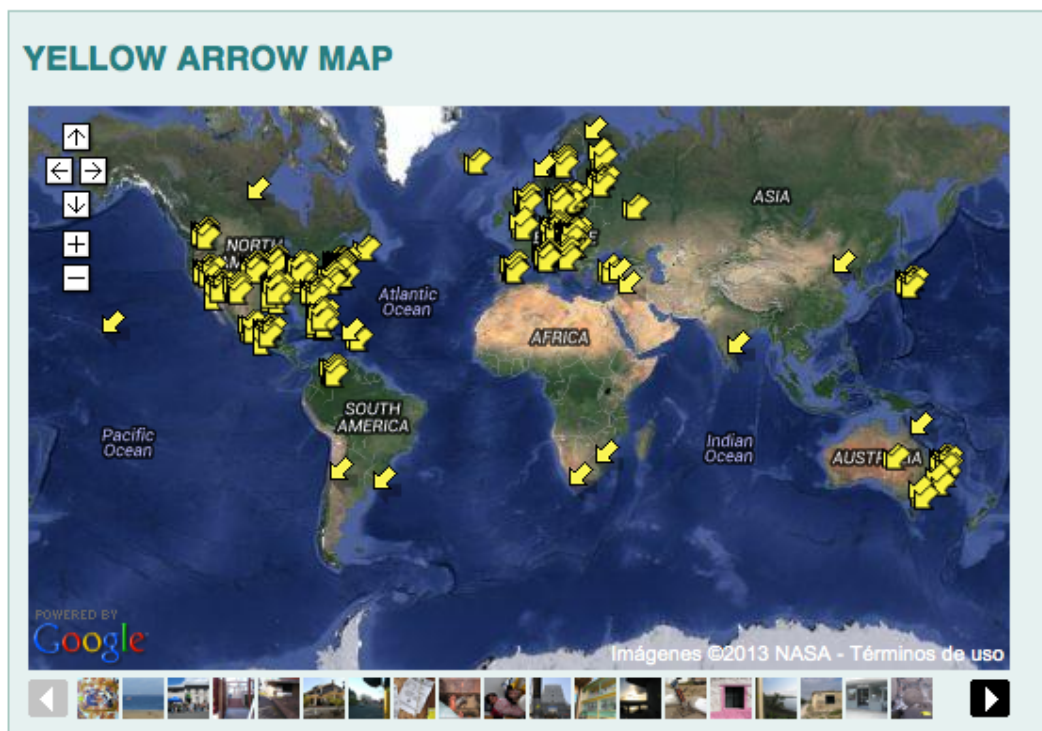 YELLOW ARROW MAP
ASIA
NORTH
Atlantic
Ocean
AFRICA
SOUTH
AMERICA
Pacific
Ocean
Indian
Ocean
POWERED BY
Google
Imágenes ©2013 NASA - Términos de uso